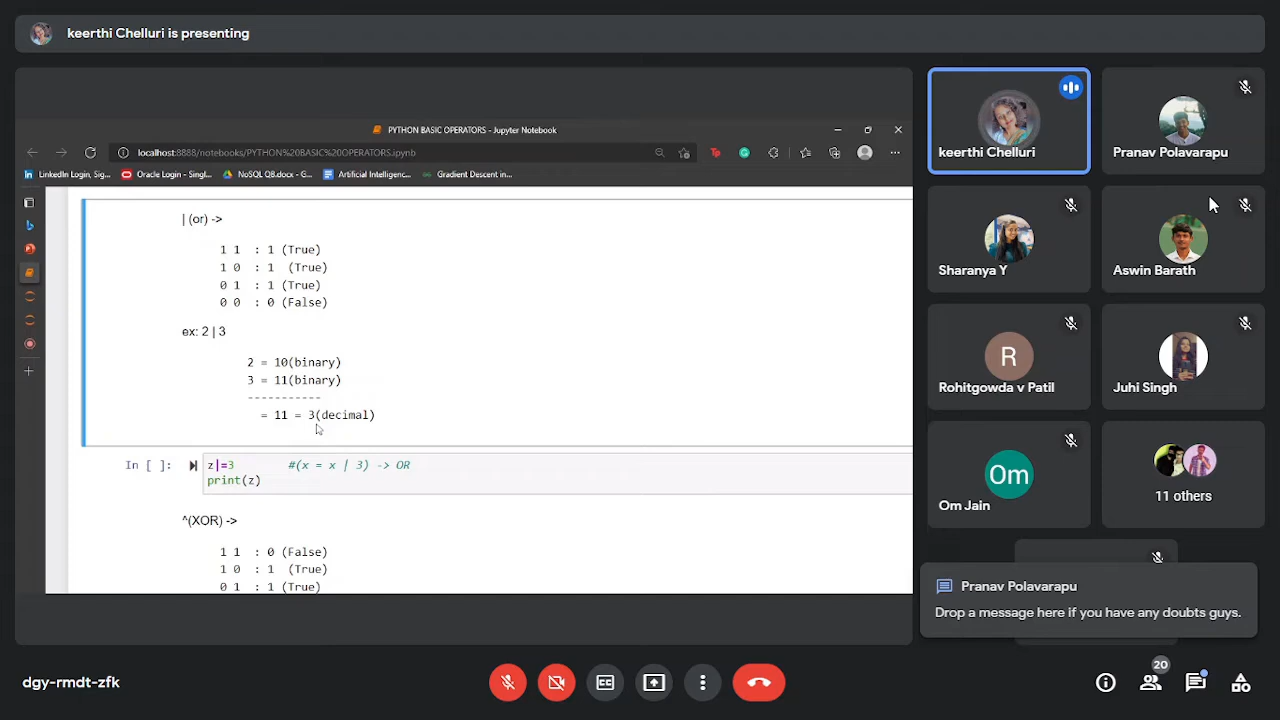 keerthi Chelluri is presenting
PYTHON BASIC OPERATORS - Jupyter Notebook
localhost:8888/notebooks/PYTHON%20BASIC%20OPERATORS.ipynb
LinkedIn Login, Sig... Oracle Login - Singl... NoSQL Q8.docx - G... Artificial Intelligenc... Gradient Descent in...
| (or) ->
1 1 : 1 (True)
1 0 : 1 (True)
0 1 : 1 (True)
0 0 : 0 (False)
ex: 2 | 3
2 = 10(binary)
3 = 11(binary)
-----------
= 11 = 3(decimal)
In [ ]: z|=3 #(x = x | 3) -> OR
print(z)
^(XOR) ->
1 1 : 0 (False)
1 0 : 1 (True)
0 1 : 1 (True)
keerthi Chelluri
Pranav Polavarapu
Sharanya Y
Aswin Barath
R
Rohitgowda v Patil
Juhi Singh
Om
Om Jain
11 others
Pranav Polavarapu
Drop a message here if you have any doubts guys.
dgy-rmdt-zfk
20